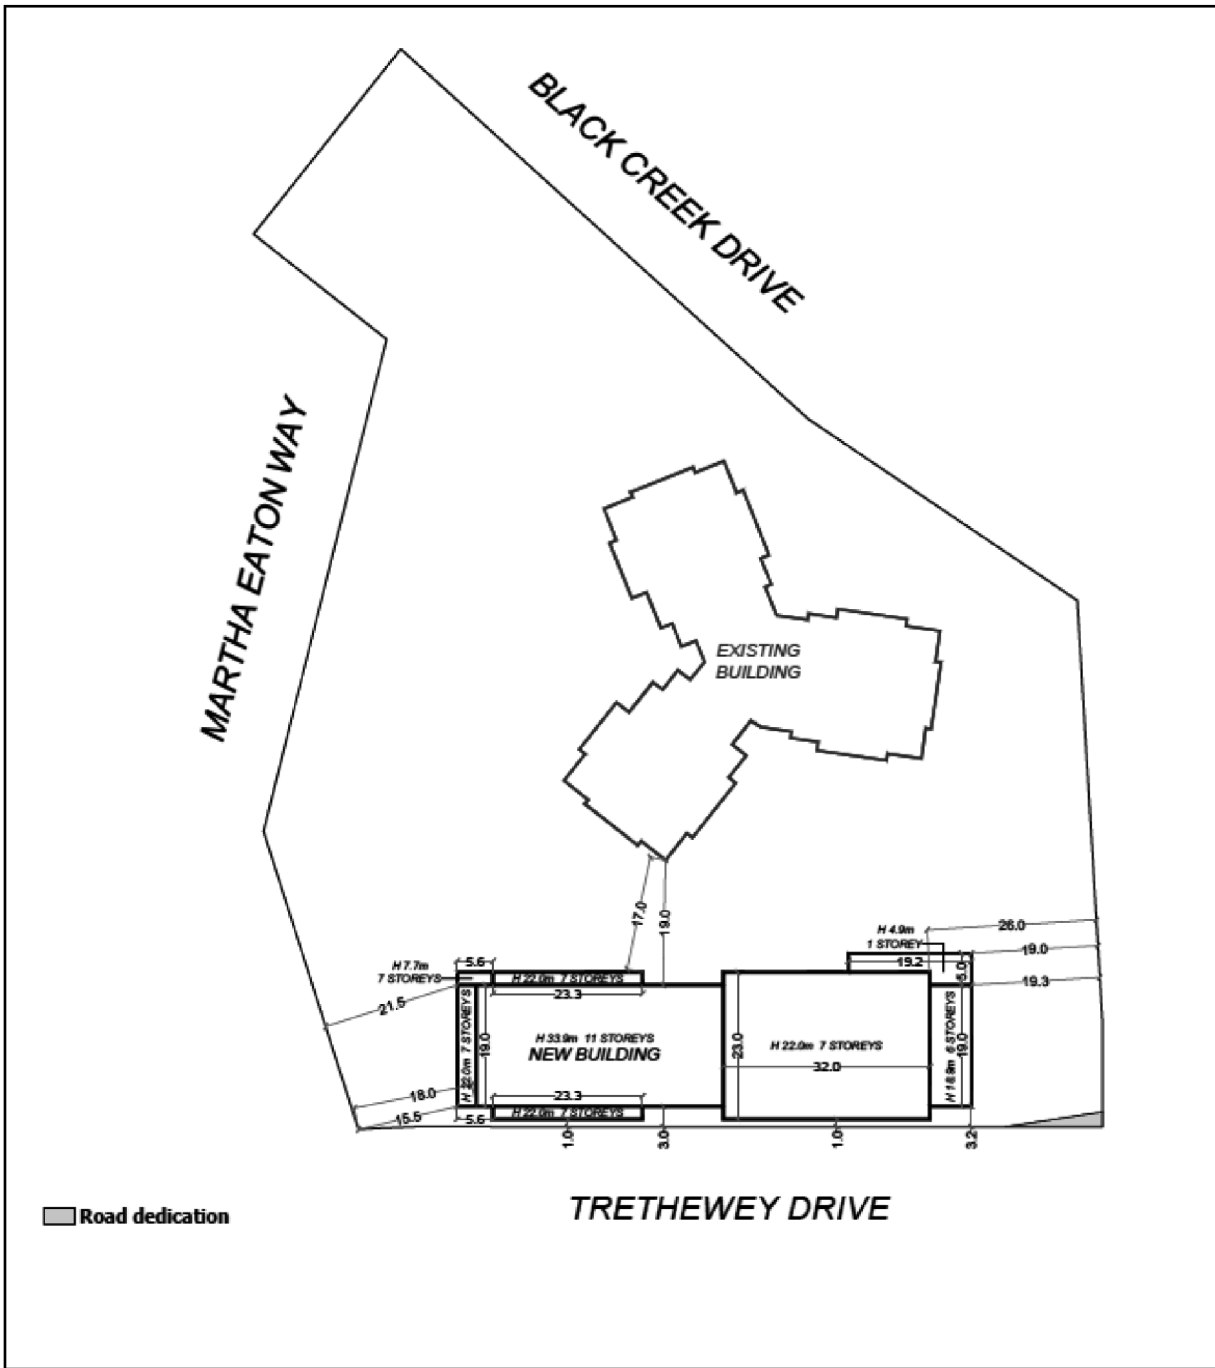 BLACK CREEK DRIVE
MARTHA EATON WAY
EXISTING
BUILDING
17.0
19.0
26.0
H 4.9m
1 STOREY
19.0
19.2
5.0
19.3
H 7.7m
7 STOREYS
5.6
H 22.0m 7 STOREYS
23.3
21.5
H 22.0m 7 STOREYS
19.0
H 33.9m 11 STOREYS
NEW BUILDING
23.0
H 22.0m 7 STOREYS
32.0
H 18.9m 6 STOREYS
19.0
18.0
23.3
15.5
5.6
H 22.0m 7 STOREYS
1.0
3.0
1.0
3.2
TRETHEWEY DRIVE
Road dedication